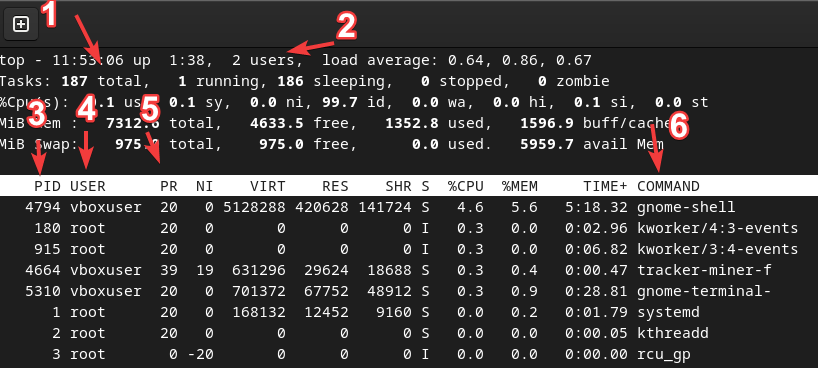 1 2
top - 11:53:06 up 1:38, 2 users, load average: 0.64, 0.86, 0.67
Tasks: 187 total, 1 running, 186 sleeping, 0 stopped, 0 zombie
%Cpu(s): 0.1 us, 0.1 sy, 0.0 ni, 99.7 id, 0.0 wa, 0.0 hi, 0.1 si, 0.0 st
3 4 5 6
MiB Mem : 7312.6 total, 4633.5 free, 1352.8 used, 1596.9 buff/cache
MiB Swap: 975.0 total, 975.0 free, 0.0 used. 5959.7 avail Mem
PID USER PR NI VIRT RES SHR S %CPU %MEM TIME+ COMMAND
4794 vboxuser 20 0 5128288 420628 141724 S 4.6 5.6 5:18.32 gnome-shell
180 root 20 0 0 0 0 I 0.3 0.0 0:02.96 kworker/4:3-events
915 root 20 0 0 0 0 I 0.3 0.0 0:06.82 kworker/3:4-events
4664 vboxuser 39 19 631296 29624 18688 S 0.3 0.4 0:00.47 tracker-miner-f
5310 vboxuser 20 0 701372 67752 48912 S 0.3 0.9 0:28.81 gnome-terminal-
1 root 20 0 168132 12452 9160 S 0.0 0.2 0:01.79 systemd
2 root 20 0 0 0 0 S 0.0 0.0 0:00.05 kthreadd
3 root 0 -20 0 0 0 I 0.0 0.0 0:00.00 rcu_gp